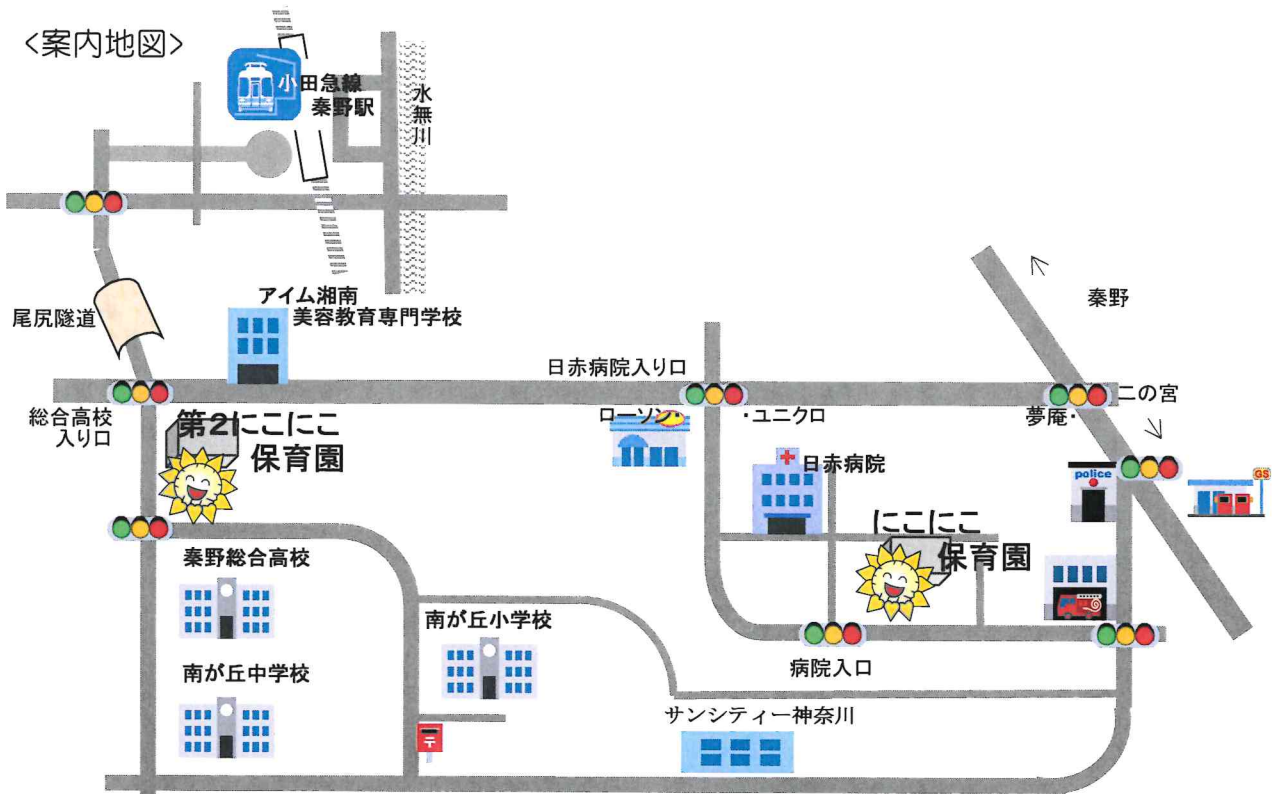 <案内地図>
小田急線
秦野駅
水無川
尾尻隧道
アイム湘南
美容教育専門学校
秦野
日赤病院入り口
二の宮
総合高校
入り口
ローソン・
・ユニクロ
夢庵・
第2にこにこ
保育園
日赤病院
police
GS
にこにこ
保育園
秦野総合高校
南が丘小学校
南が丘中学校
病院入口
サンシティー神奈川
〒